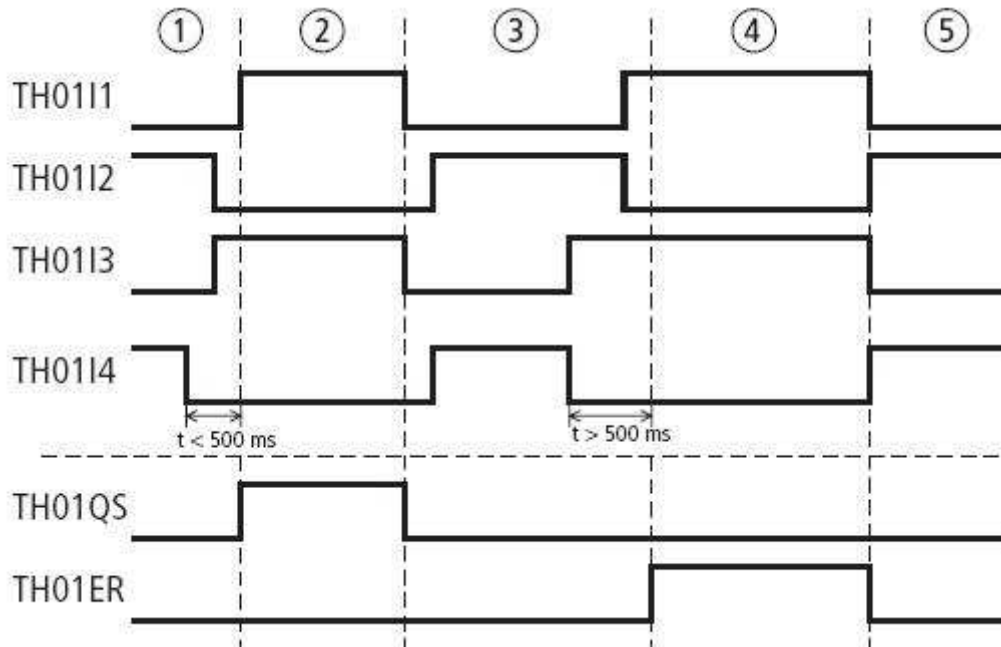 ① ② ③ ④ ⑤
TH01I1
TH01I2
TH01I3
TH01I4
t < 500 ms t > 500 ms
TH01QS
TH01ER